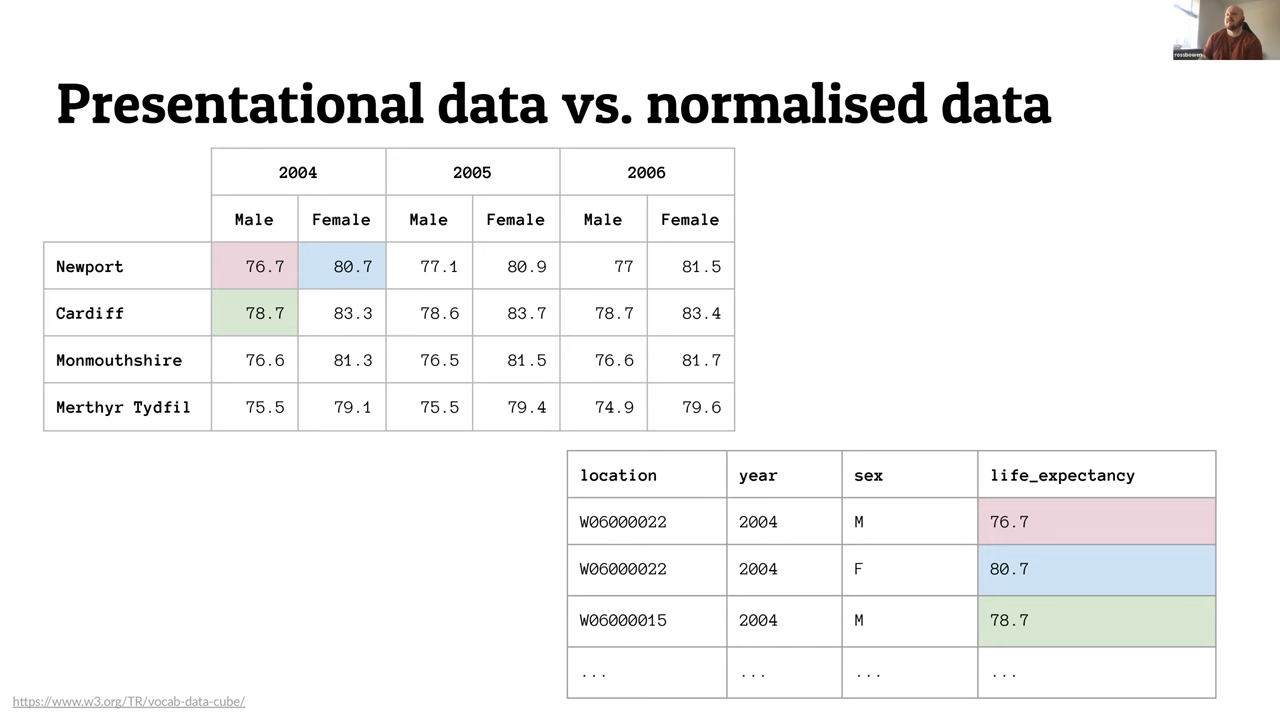 rossbowen
Presentational data vs. normalised data
2004 2005 2006
Male Female Male Female Male Female
Newport 76.7 80.7 77.1 80.9 77 81.5
Cardiff 78.7 83.3 78.6 83.7 78.7 83.4
Monmouthshire 76.6 81.3 76.5 81.5 76.6 81.7
Merthyr Tydfil 75.5 79.1 75.5 79.4 74.9 79.6
location year sex life_expectancy
W06000022 2004 M 76.7
W06000022 2004 F 80.7
W06000015 2004 M 78.7
... ... ... ...
https://www.w3.org/TR/vocab-data-cube/